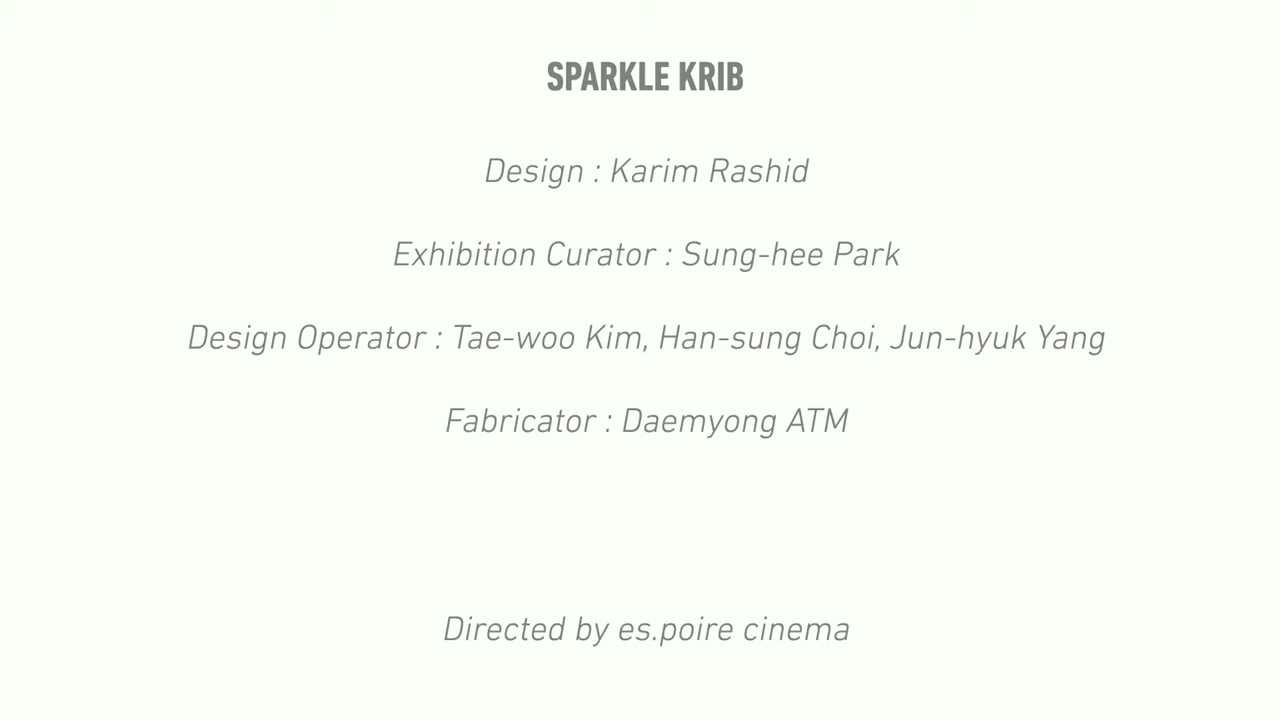 SPARKLE KRIB
Design : Karim Rashid
Exhibition Curator : Sung-hee Park
Design Operator : Tae-woo Kim, Han-sung Choi, Jun-hyuk Yang
Fabricator : Daemyong ATM
Directed by es.poire cinema